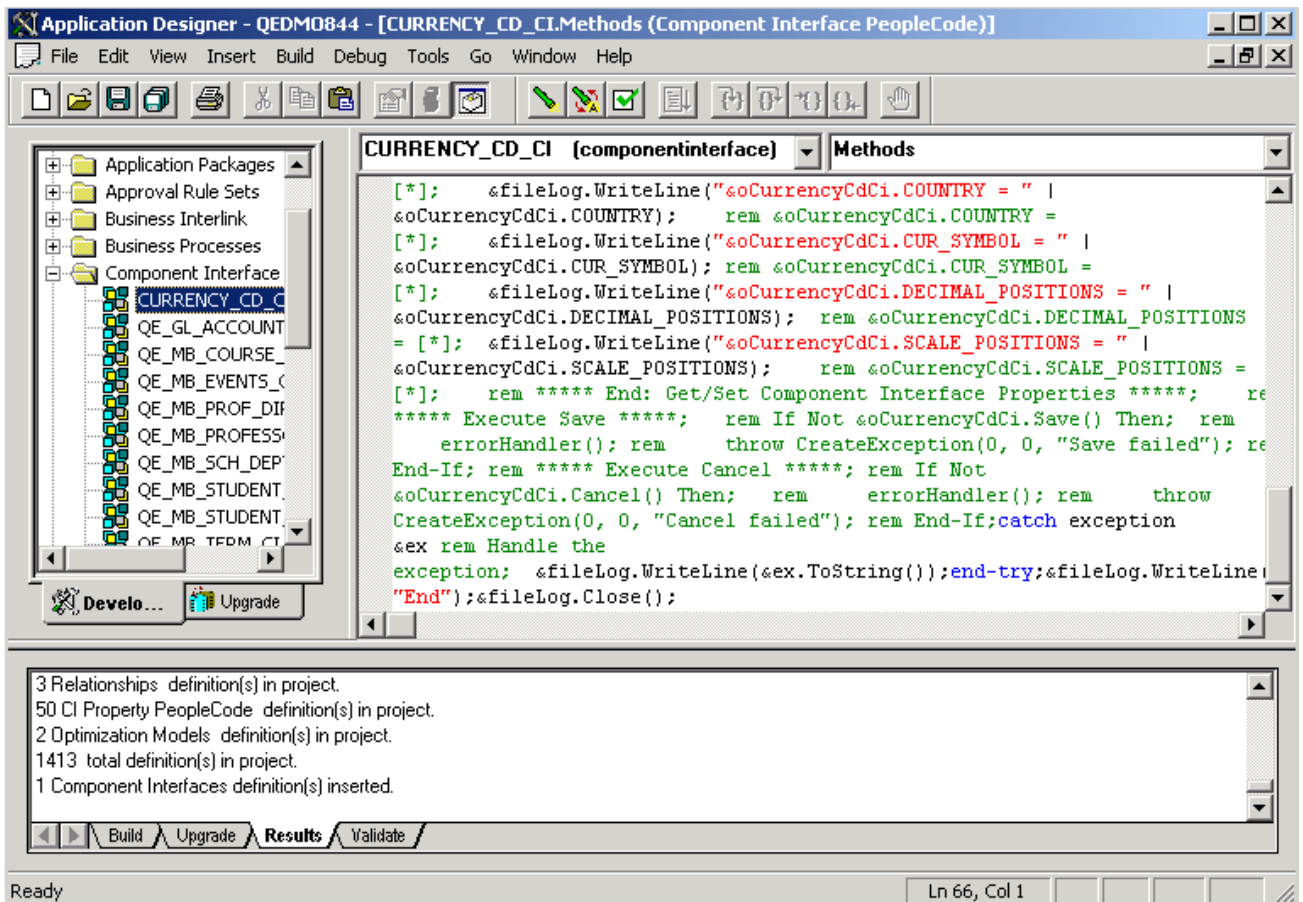 Application Designer - QEDMO844 - [CURRENCY_CD_CI.Methods (Component Interface PeopleCode)]
File Edit View Insert Build Debug Tools Go Window Help
Application Packages
Approval Rule Sets
Business Interlink
Business Processes
Component Interface
CURRENCY_CD_C
QE_GL_ACCOUNT
QE_MB_COURSE_
QE_MB_EVENTS_C
QE_MB_PROF_DIR
QE_MB_PROFESS
QE_MB_SCH_DEP
QE_MB_STUDENT_
QE_MB_STUDENT_
QE_MB_TERM_CI
Develo... Upgrade
CURRENCY_CD_CI (componentinterface) Methods
[*]; &fileLog.WriteLine("&oCurrencyCdCi.COUNTRY = " |
&oCurrencyCdCi.COUNTRY); rem &oCurrencyCdCi.COUNTRY =
[*]; &fileLog.WriteLine("&oCurrencyCdCi.CUR_SYMBOL = " |
&oCurrencyCdCi.CUR_SYMBOL); rem &oCurrencyCdCi.CUR_SYMBOL =
[*]; &fileLog.WriteLine("&oCurrencyCdCi.DECIMAL_POSITIONS = " |
&oCurrencyCdCi.DECIMAL_POSITIONS); rem &oCurrencyCdCi.DECIMAL_POSITIONS
= [*]; &fileLog.WriteLine("&oCurrencyCdCi.SCALE_POSITIONS = " |
&oCurrencyCdCi.SCALE_POSITIONS); rem &oCurrencyCdCi.SCALE_POSITIONS =
[*]; rem ***** End: Get/Set Component Interface Properties *****; re
***** Execute Save *****; rem If Not &oCurrencyCdCi.Save() Then; rem
errorHandler(); rem throw CreateException(0, 0, "Save failed"); re
End-If; rem ***** Execute Cancel *****; rem If Not
&oCurrencyCdCi.Cancel() Then; rem errorHandler(); rem throw
CreateException(0, 0, "Cancel failed"); rem End-If;catch exception
&ex rem Handle the
exception; &fileLog.WriteLine(&ex.ToString());end-try;&fileLog.WriteLine(
"End");&fileLog.Close();
3 Relationships definition(s) in project.
50 CI Property PeopleCode definition(s) in project.
2 Optimization Models definition(s) in project.
1413 total definition(s) in project.
1 Component Interfaces definition(s) inserted.
Build Upgrade Results Validate
Ready Ln 66, Col 1